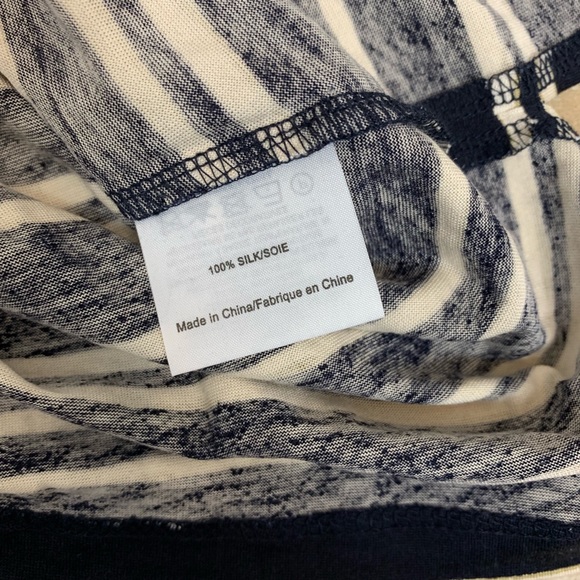 100% SILK/SOIE
Made in China/Fabrique en Chine